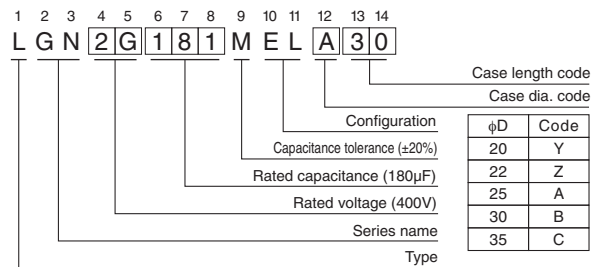 1 2 3 4 5 6 7 8 9 10 11 12 13 14
L G N 2 G 1 8 1 M E L A 3 0
Case length code
Case dia. code
Configuration
Capacitance tolerance (±20%)
Rated capacitance (180µF)
Rated voltage (400V)
Series name
Type
ϕD Code
20 Y
22 Z
25 A
30 B
35 C